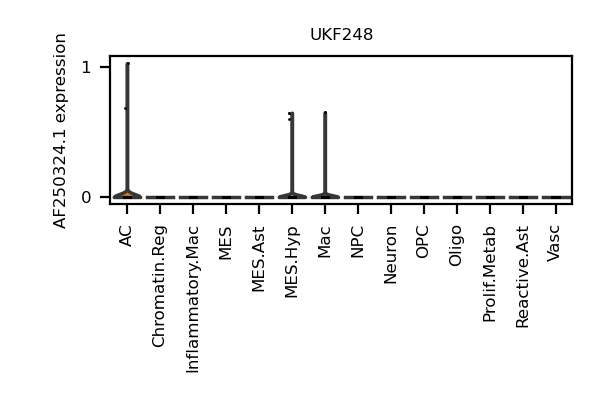 UKF248
AF250324.1 expression
1
0
AC
Chromatin.Reg
Inflammatory.Mac
MES
MES.Ast
MES.Hyp
Mac
NPC
Neuron
OPC
Oligo
Prolif.Metab
Reactive.Ast
Vasc